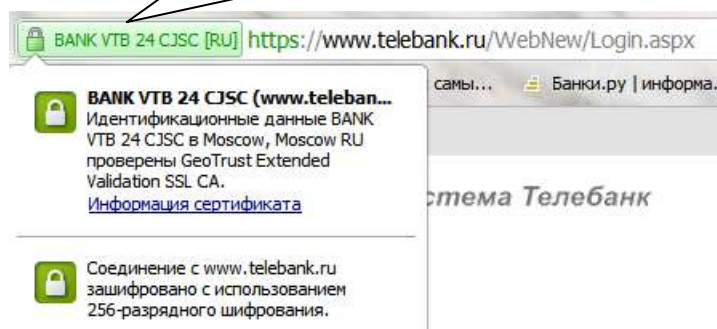 BANK VTB 24 CJSC [RU] https://www.telebank.ru/WebNew/Login.aspx
самы... Банки.ру | информа.
BANK VTB 24 CJSC (www.teleban...
Идентификационные данные BANK
VTB 24 CJSC в Moscow, Moscow RU
проверены GeoTrust Extended
Validation SSL CA.
Информация сертификата
стема Телебанк
Соединение с www.telebank.ru
зашифровано с использованием
256-разрядного шифрования.